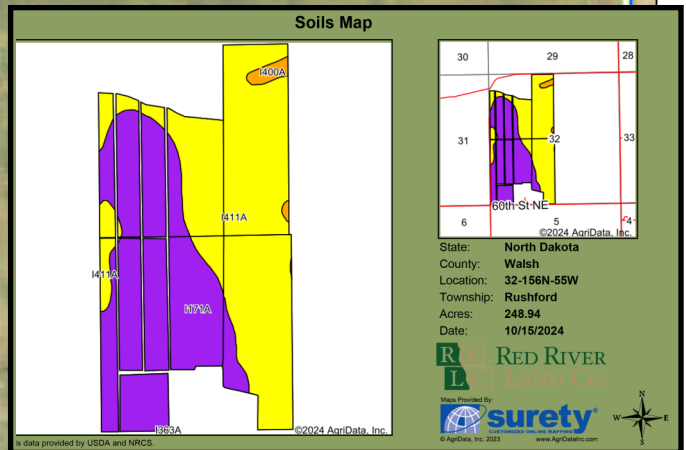 Soils Map
I400A
I411A
I411A
I171A
I363A
©2024 AgriData, Inc.
s data provided by USDA and NRCS.
30 29 28
31 32 33
6 5 4
60th St NE
©2024 AgriData, Inc.
State: North Dakota
County: Walsh
Location: 32-156N-55W
Township: Rushford
Acres: 248.94
Date: 10/15/2024
RED RIVER
LAND CO.
Maps Provided By:
surety®
CUSTOMIZED ONLINE MAPPING
© AgriData, Inc. 2023 www.AgriDataInc.com
N
W E
S